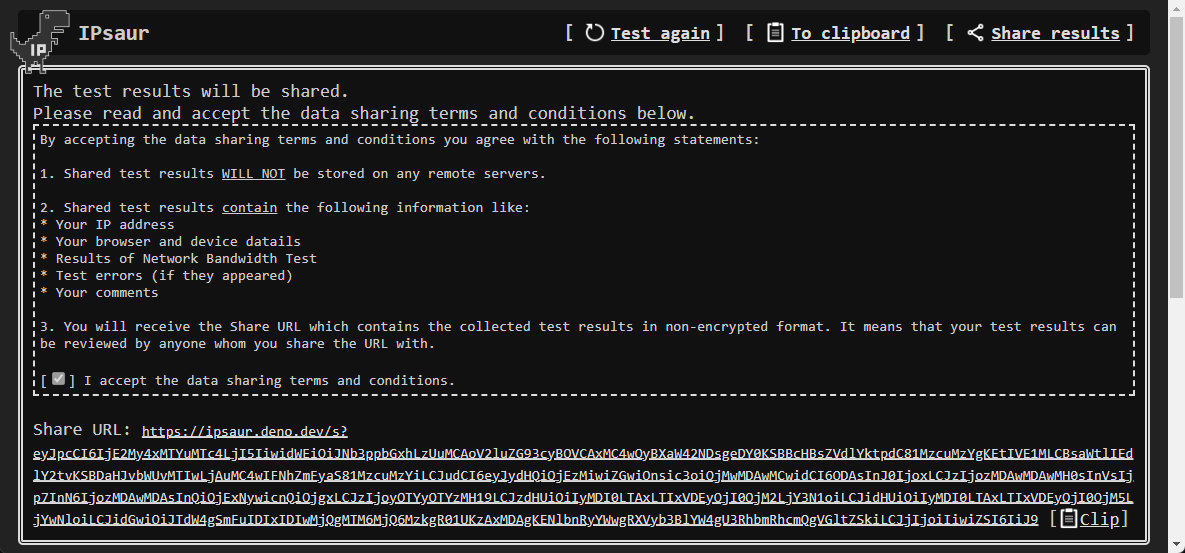 IP
IPsaur
[ Test again ] [ To clipboard ] [ Share results ]
The test results will be shared.
Please read and accept the data sharing terms and conditions below.
By accepting the data sharing terms and conditions you agree with the following statements:
1. Shared test results WILL NOT be stored on any remote servers.
2. Shared test results contain the following information like:
* Your IP address
* Your browser and device datails
* Results of Network Bandwidth Test
* Test errors (if they appeared)
* Your comments
3. You will receive the Share URL which contains the collected test results in non-encrypted format. It means that your test results can
be reviewed by anyone whom you share the URL with.
[ ] I accept the data sharing terms and conditions.
Share URL: https://ipsaur.deno.dev/s?
eyJpcCI6IjE2My4xMTYuMTc4LjI5IiwidWEiOiJNb3ppbGxhLzUuMCAoV2luZG93cyBOVCAxMC4wOyBXaW42NDsgeDY0KSBBcHBsZVdlYktpdC81MzcuMzYgKEtIVE1MLCBsaWtlIEd
lY2tvKSBDaHJvbWUvMTIwLjAuMC4wIFNhZmFyaS81MzcuMzYiLCJudCI6eyJydHQiOjEzMiwiZGwiOnsic3oiOjMwMDAwMCwidCI6ODAsInJ0IjoxLCJzIjozMDAwMDAwMH0sInVsIj
p7InN6IjozMDAwMDAsInQiOjExNywicnQiOjgxLCJzIjoyOTYyOTYzMH19LCJzdHUiOiIyMDI0LTAxLTIxVDEyOjI0OjM2LjY3N1oiLCJidHUiOiIyMDI0LTAxLTIxVDEyOjI0OjM5L
jYwNloiLCJidGwiOiJTdW4gSmFuIDIxIDIwMjQgMTM6MjQ6MzkgR01UKzAxMDAgKENlbnRyYWwgRXVyb3BlYW4gU3RhbmRhcmQgVGltZSkiLCJjIjoiIiwiZSI6IiJ9 [Clip]